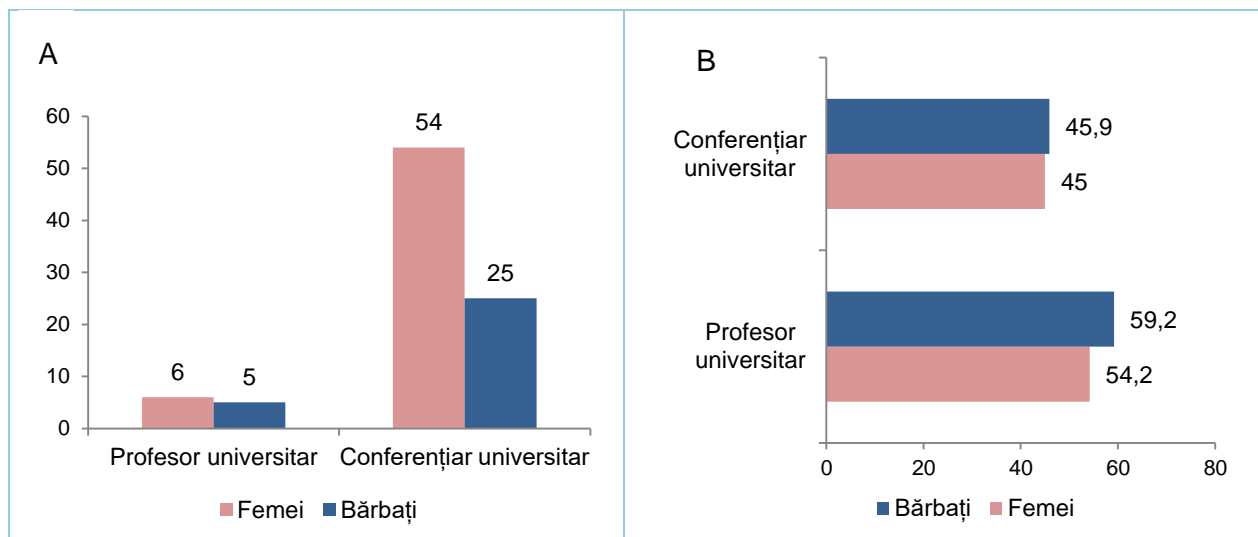 A
60
50
40
30
20
10
0
54
25
6
5
Profesor universitar
Conferențiar universitar
Femei
Bărbați
B
Conferențiar
universitar
45,9
45
Profesor
universitar
59,2
54,2
0
20
40
60
80
Bărbați
Femei